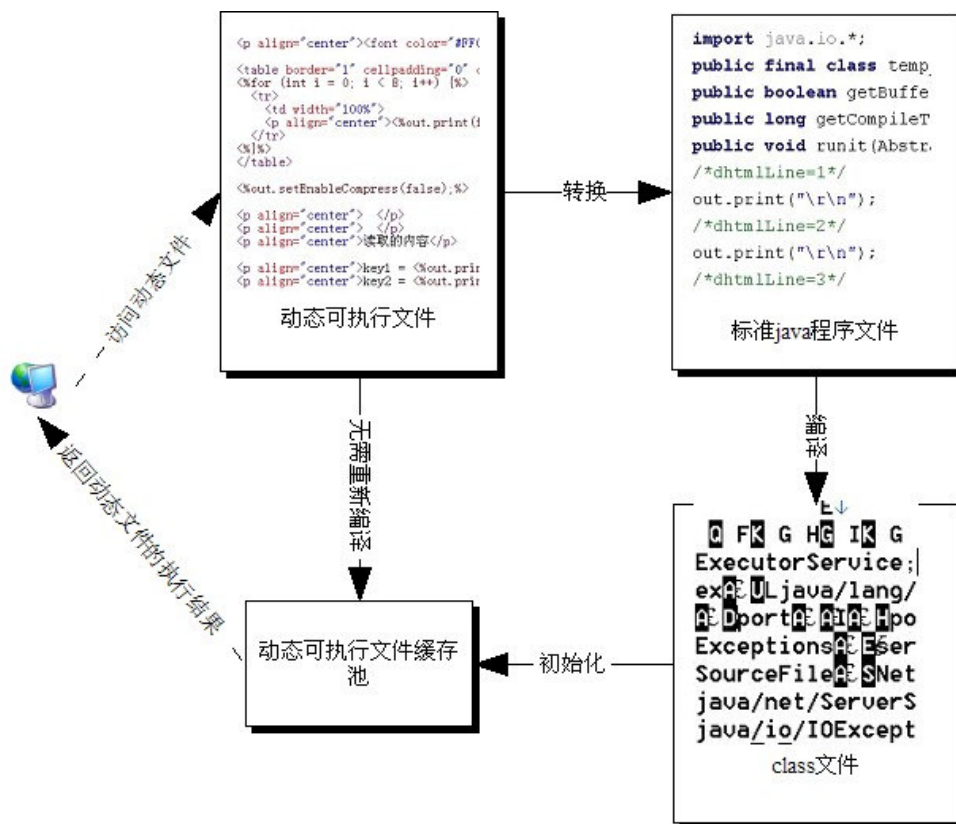 <p align="center"><font color="#FF
<table border="1" cellpadding="0"
<%for (int i = 0; i < 8; i++) {%>
<tr>
<td width="100%">
<p align="center"><%out.print(
</tr>
<%}%>
</table>
<%out.setEnableCompress(false);%>
<p align="center"> </p>
<p align="center"> </p>
<p align="center">读取的内容</p>
<p align="center">key1 = <%out.prin
<p align="center">key2 = <%out.prin
动态可执行文件
转换
import java.io.*;
public final class temp_
public boolean getBuffe
public long getCompileT
public void runit(Abstra
/*dhtmlLine=1*/
out.print("\r\n");
/*dhtmlLine=2*/
out.print("\r\n");
/*dhtmlLine=3*/
标准java程序文件
访问动态文件
无需重新编译
编译
返回动态文件的执行结果
动态可执行文件缓存
池
初始化
Q FK G HG IK G
ExecutorService;
ULjava/lang/
Exceptions
SourceFile
java/net/ServerS
java/io/IOExcept
class文件